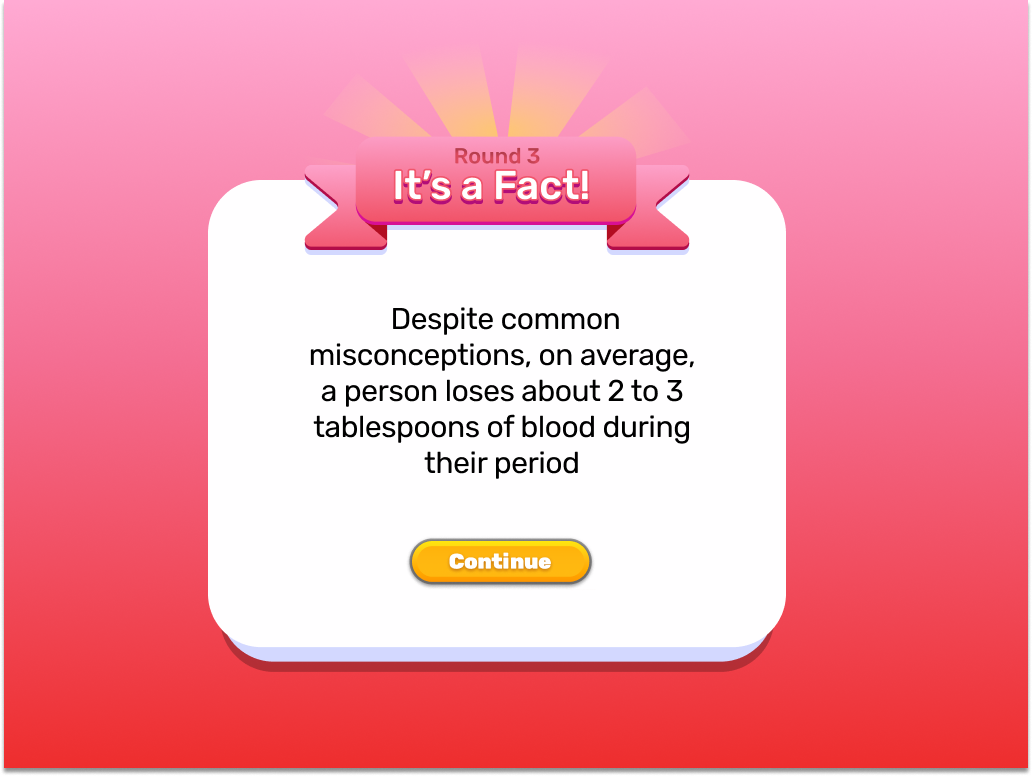 Round 3
It's a Fact!
Despite common
misconceptions, on average,
a person loses about 2 to 3
tablespoons of blood during
their period
Continue